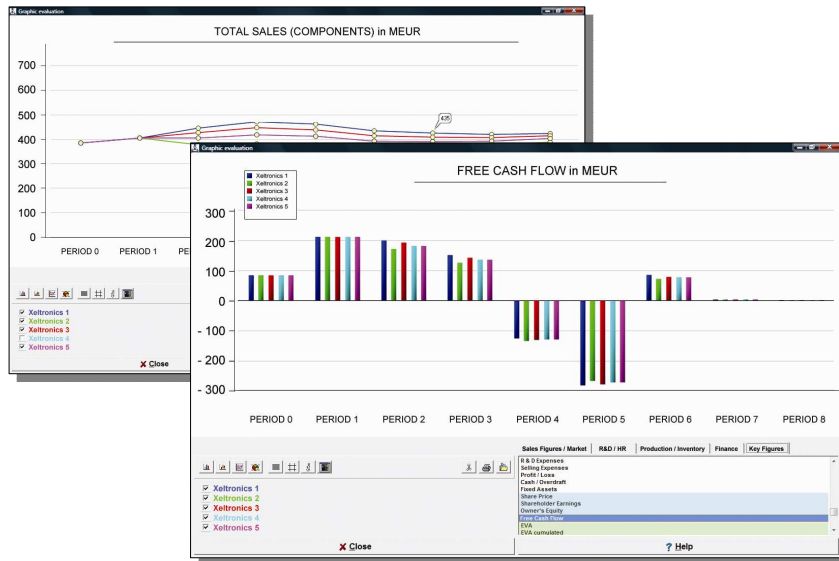 Graphic evaluation
TOTAL SALES (COMPONENTS) in MEUR
700
600
500
400
300
200
100
0
435
PERIOD 0 PERIOD 1 PE
Xeltronics 1
Xeltronics 2
Xeltronics 3
Xeltronics 4
Xeltronics 5
X Close
Graphic evaluation
FREE CASH FLOW in MEUR
Xeltronics 1
Xeltronics 2
Xeltronics 3
Xeltronics 4
Xeltronics 5
300
200
100
0
- 100
- 200
- 300
PERIOD 0 PERIOD 1 PERIOD 2 PERIOD 3 PERIOD 4 PERIOD 5 PERIOD 6 PERIOD 7 PERIOD 8
Sales Figures / Market R&D / HR Production / Inventory Finance Key Figures
R & D Expenses
Selling Expenses
Profit / Loss
Cash / Overdraft
Fixed Assets
Share Price
Shareholder Earnings
Owner's Equity
Free Cash Flow
EVA
EVA cumulated
Xeltronics 1
Xeltronics 2
Xeltronics 3
Xeltronics 4
Xeltronics 5
X Close
? Help